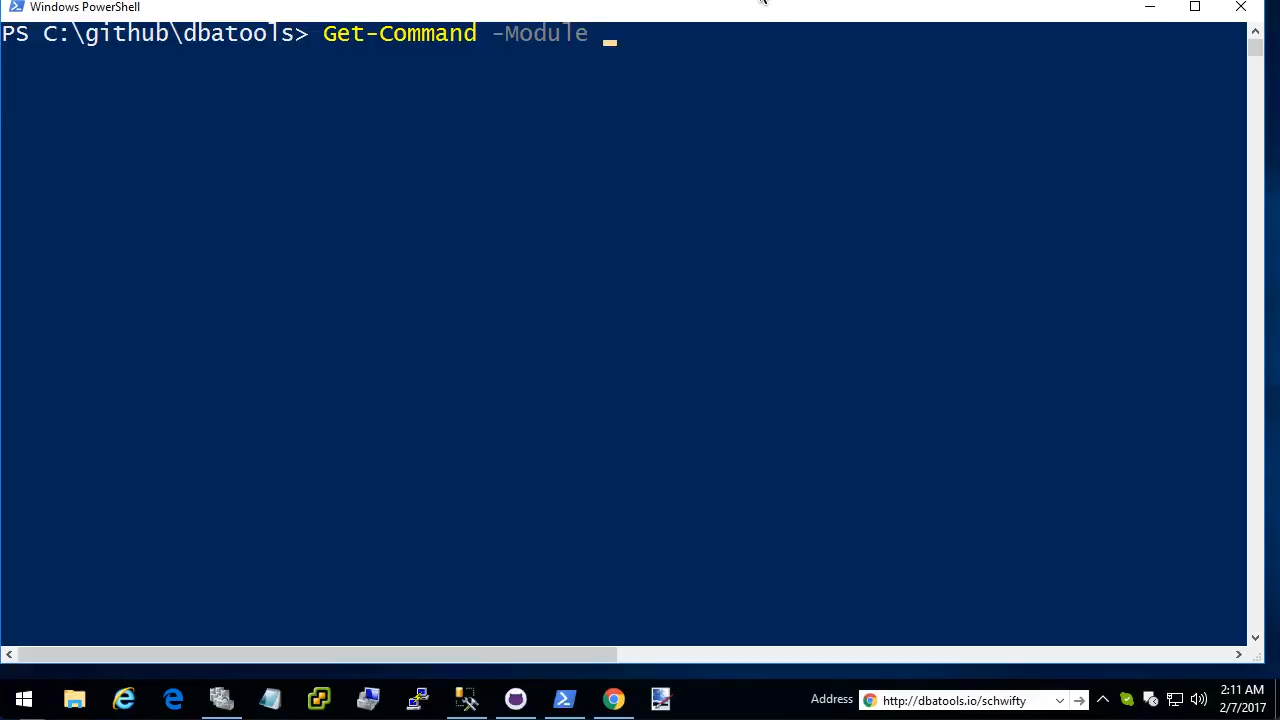 Windows PowerShell
PS C:\github\dbatools> Get-Command -Module _
Address http://dbatools.io/schwifty
2:11 AM
2/7/2017